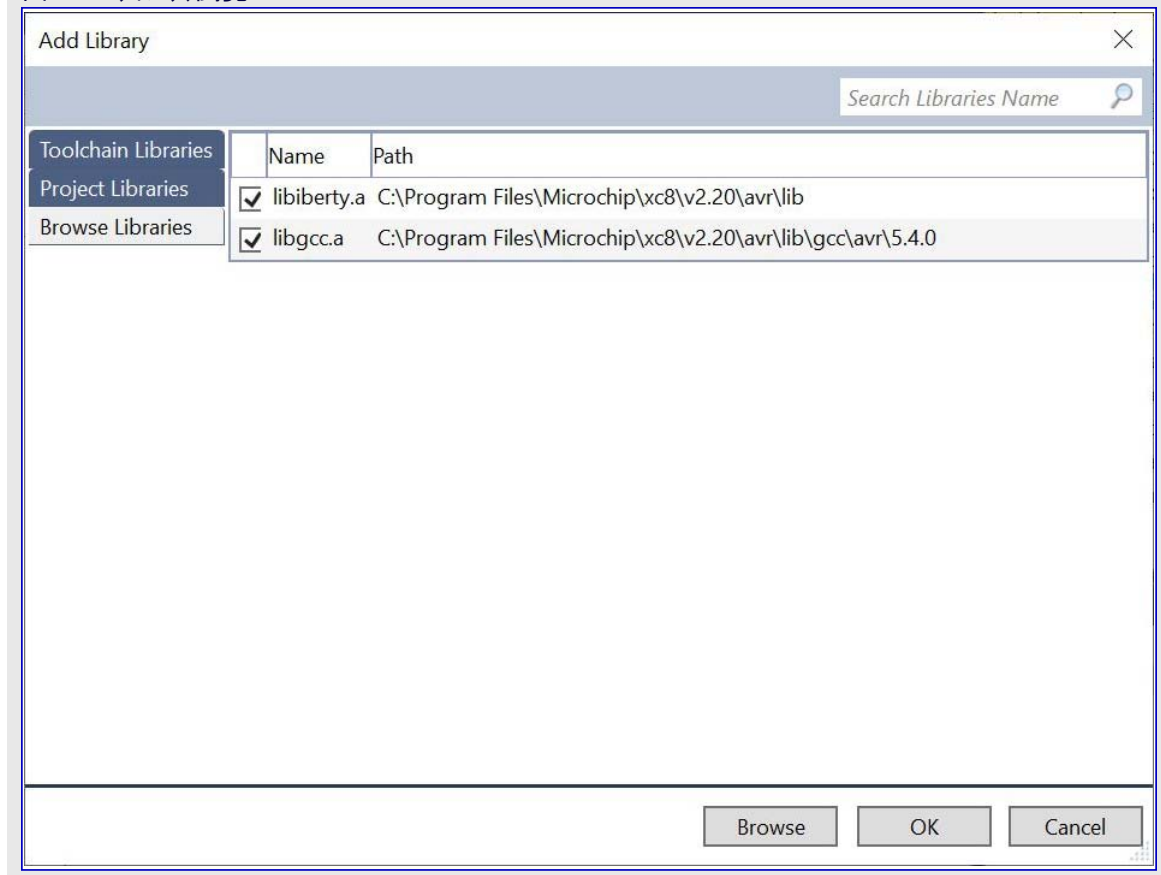 Add Library
Search Libraries Name
Toolchain Libraries
Project Libraries
Browse Libraries
Name Path
libiberty.a C:\Program Files\Microchip\xc8\v2.20\avr\lib
libgcc.a C:\Program Files\Microchip\xc8\v2.20\avr\lib\gcc\avr\5.4.0
Browse OK Cancel